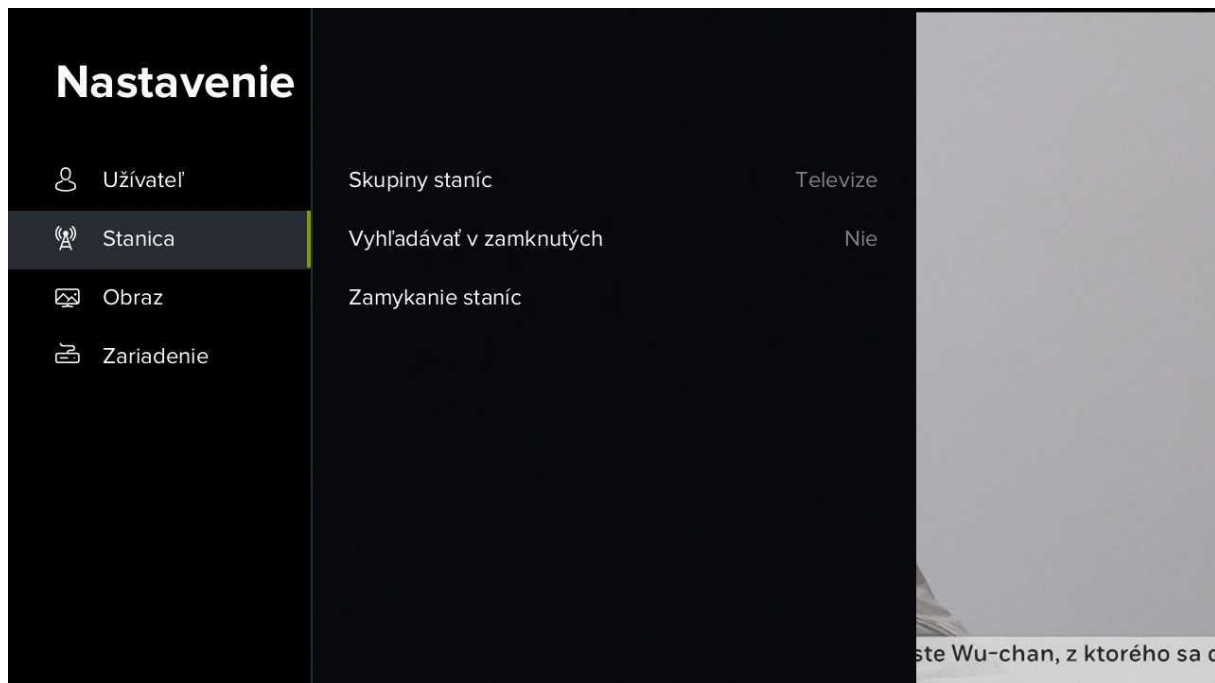 Nastavenie
Užívateľ
Stanica
Obraz
Zariadenie
Skupiny staníc Televize
Vyhľadávať v zamknutých Nie
Zamykanie staníc
ste Wu-chan, z ktorého sa